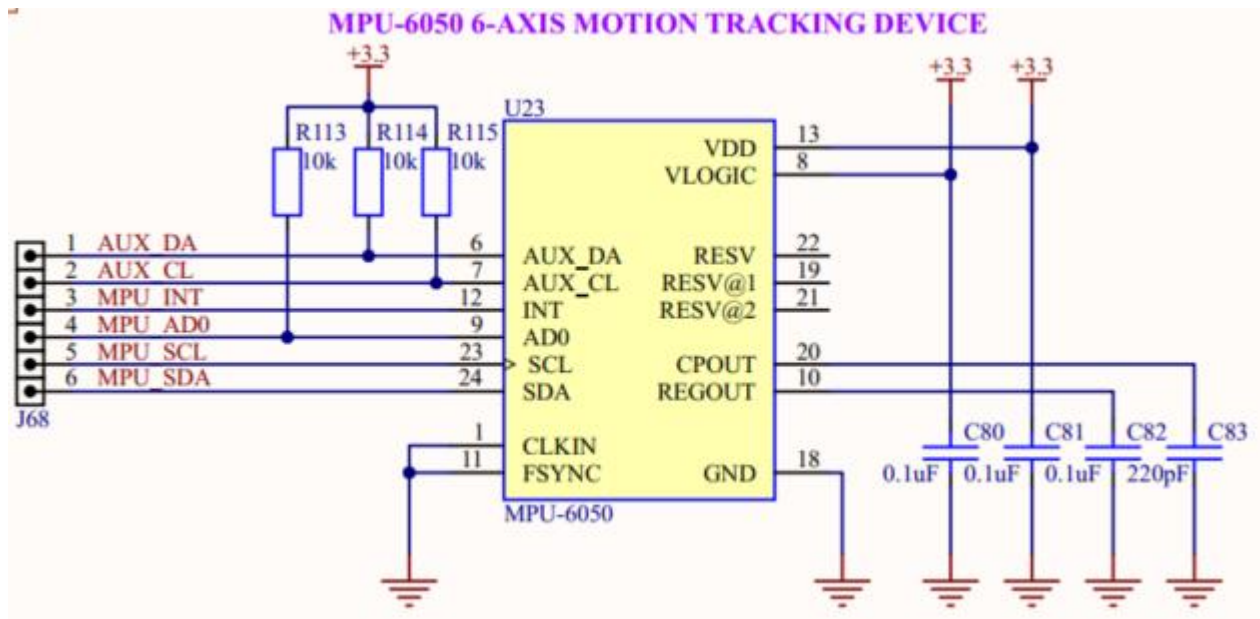 MPU-6050 6-AXIS MOTION TRACKING DEVICE
+3.3
+3.3
+3.3
U23
R113
R114
R115
10k
10k
10k
VDD
13
VLOGIC
8
1
AUX_DA
6
AUX_DA
RESV
22
2
AUX_CL
7
AUX_CL
RESV@1
19
3
MPU_INT
12
INT
RESV@2
21
4
MPU_AD0
9
AD0
5
MPU_SCL
23
SCL
CPOUT
20
6
MPU_SDA
24
SDA
REGOUT
10
J68
1
CLKIN
11
FSYNC
GND
18
C80
C81
C82
C83
0.1uF
0.1uF
0.1uF
220pF
MPU-6050